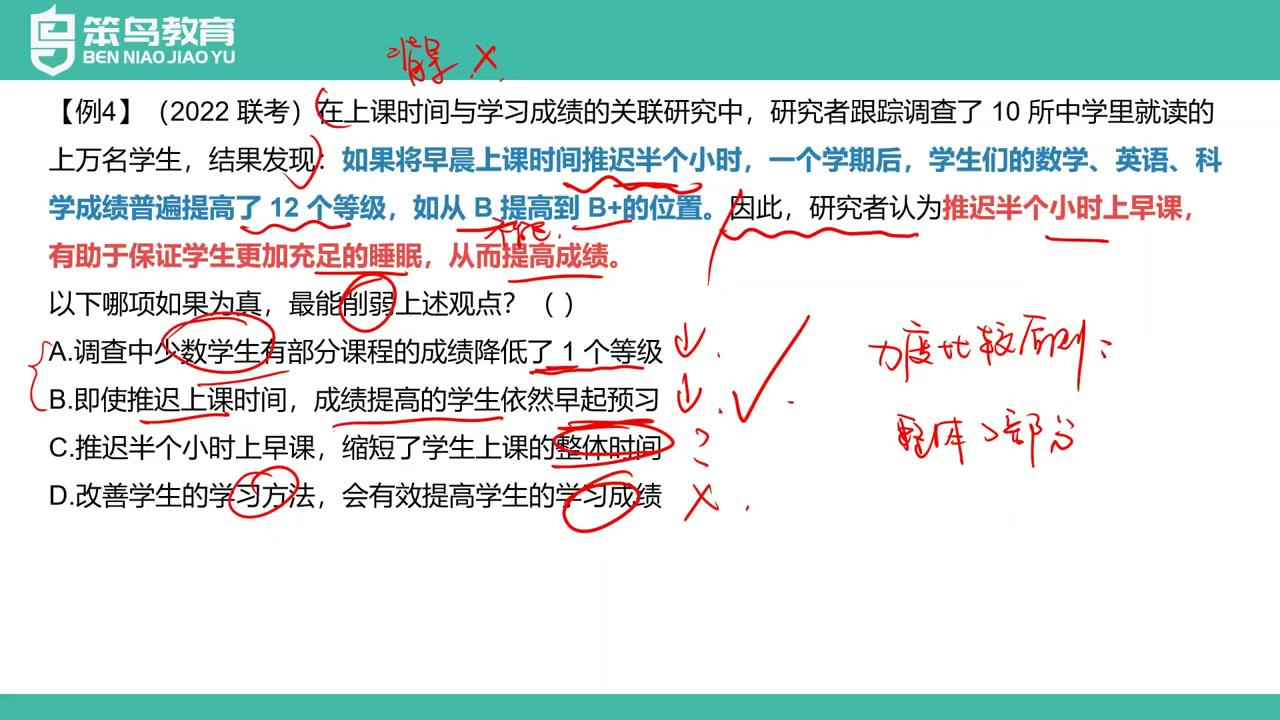 笨鸟教育
BEN NIAO JIAO YU
背景 X
【例4】（2022 联考）在上课时间与学习成绩的关联研究中，研究者跟踪调查了 10 所中学里就读的
上万名学生，结果发现：如果将早晨上课时间推迟半个小时，一个学期后，学生们的数学、英语、科
学成绩普遍提高了 12 个等级，如从 B 提高到 B+的位置。因此，研究者认为推迟半个小时上早课，
有助于保证学生更加充足的睡眠，从而提高成绩。
以下哪项如果为真，最能削弱上述观点？（ ）
A.调查中少数学生有部分课程的成绩降低了 1 个等级
B.即使推迟上课时间，成绩提高的学生依然早起预习
C.推迟半个小时上早课，缩短了学生上课的整体时间
D.改善学生的学习方法，会有效提高学生的学习成绩
力度比较原则：
整体>部分